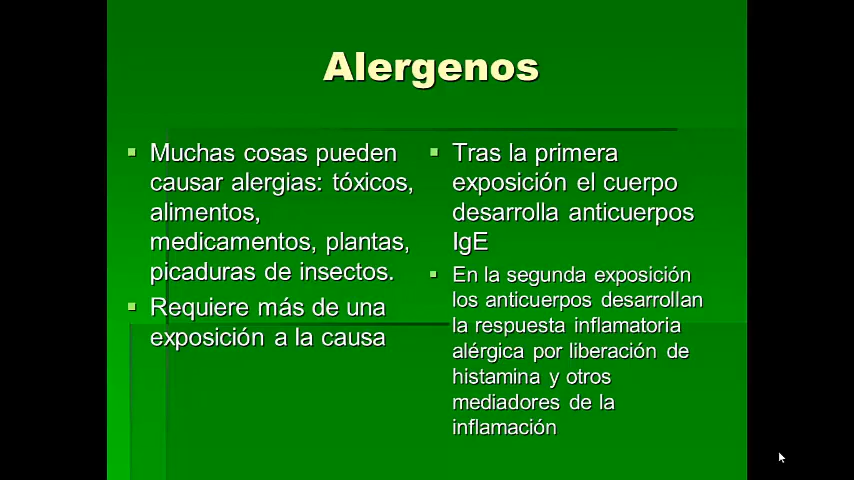 Alergenos
Muchas cosas pueden
causar alergias: tóxicos,
alimentos,
medicamentos, plantas,
picaduras de insectos.
Requiere más de una
exposición a la causa
Tras la primera
exposición el cuerpo
desarrolla anticuerpos
IgE
En la segunda exposición
los anticuerpos desarrollan
la respuesta inflamatoria
alérgica por liberación de
histamina y otros
mediadores de la
inflamación